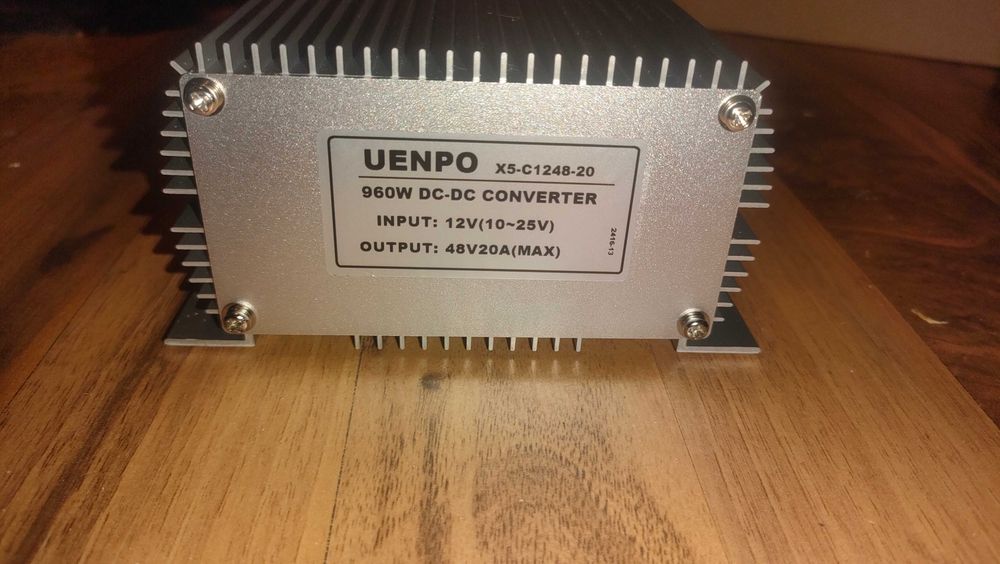 UENPO X5-C1248-20
960W DC-DC CONVERTER
INPUT: 12V(10~25V)
OUTPUT: 48V20A(MAX)
2416-13